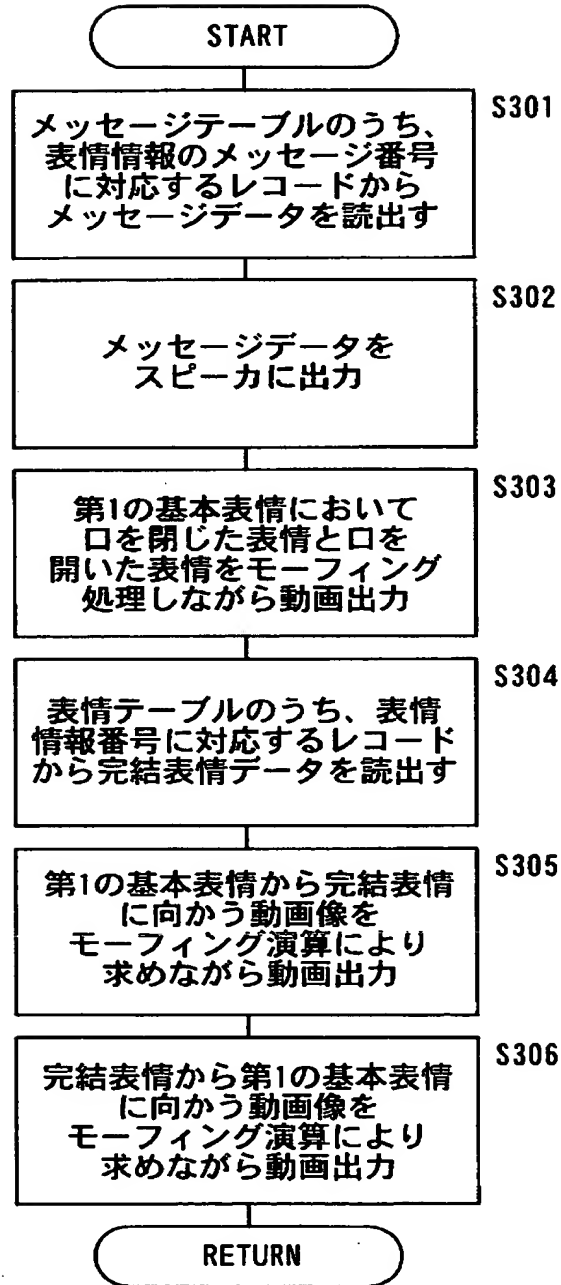 START
S301
メッセージテーブルのうち、
表情情報のメッセージ番号
に対応するレコードから
メッセージデータを読出す
S302
メッセージデータを
スピーカに出力
S303
第1の基本表情において
口を閉じた表情と口を
開いた表情をモーフィング
処理しながら動画出力
S304
表情テーブルのうち、表情
情報番号に対応するレコード
から完結表情データを読出す
S305
第1の基本表情から完結表情
に向かう動画像を
モーフィング演算により
求めながら動画出力
S306
完結表情から第1の基本表情
に向かう動画像を
モーフィング演算により
求めながら動画出力
RETURN